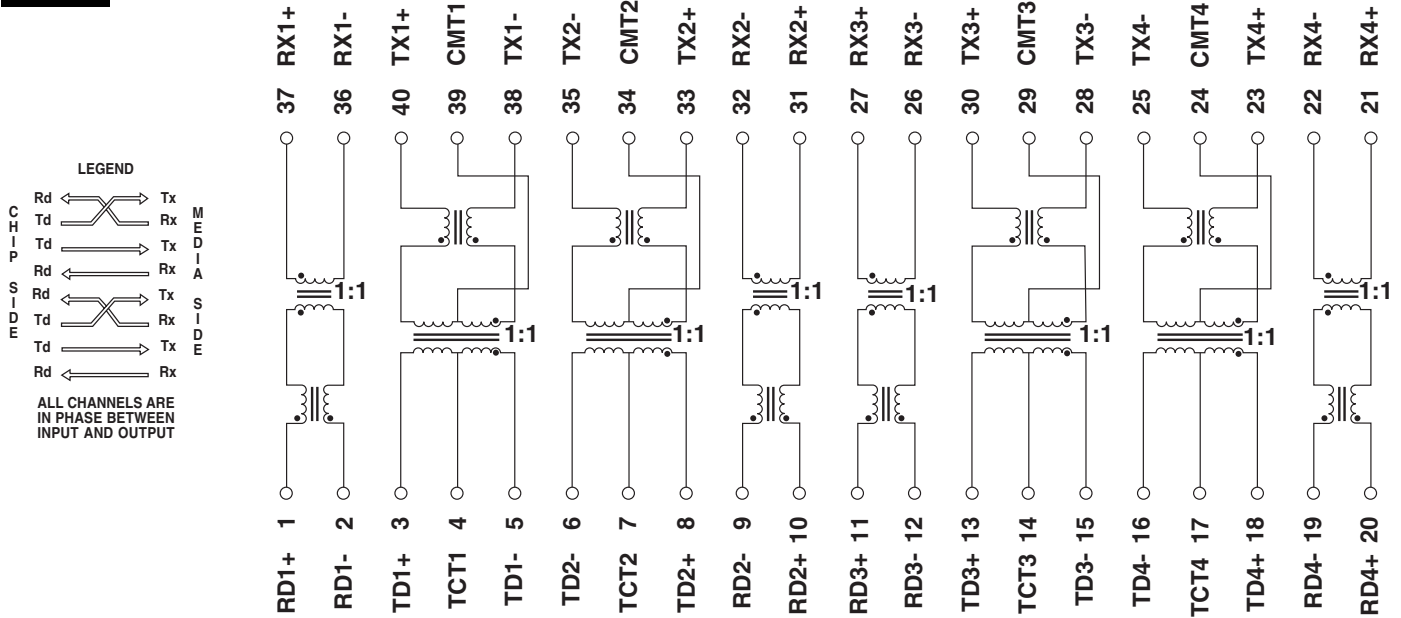 RX1+ RX1- TX1+ CMT1 TX1- TX2- CMT2 TX2+ RX2- RX2+ RX3+ RX3- TX3+ CMT3 TX3- TX4- CMT4 TX4+ RX4- RX4+
37 36 40 39 38 35 34 33 32 31 27 26 30 29 28 25 24 23 22 21
LEGEND
CHIP SIDE
MEDIA SIDE
Rd Tx
Td Rx
Td Tx
Rd Rx
Rd Tx
Td Rx
Td Tx
Rd Rx
ALL CHANNELS ARE
IN PHASE BETWEEN
INPUT AND OUTPUT
1:1 1:1 1:1 1:1 1:1 1:1 1:1 1:1
1 2 3 4 5 6 7 8 9 10 11 12 13 14 15 16 17 18 19 20
RD1+ RD1- TD1+ TCT1 TD1- TD2- TCT2 TD2+ RD2- RD2+ RD3+ RD3- TD3+ TCT3 TD3- TD4- TCT4 TD4+ RD4- RD4+